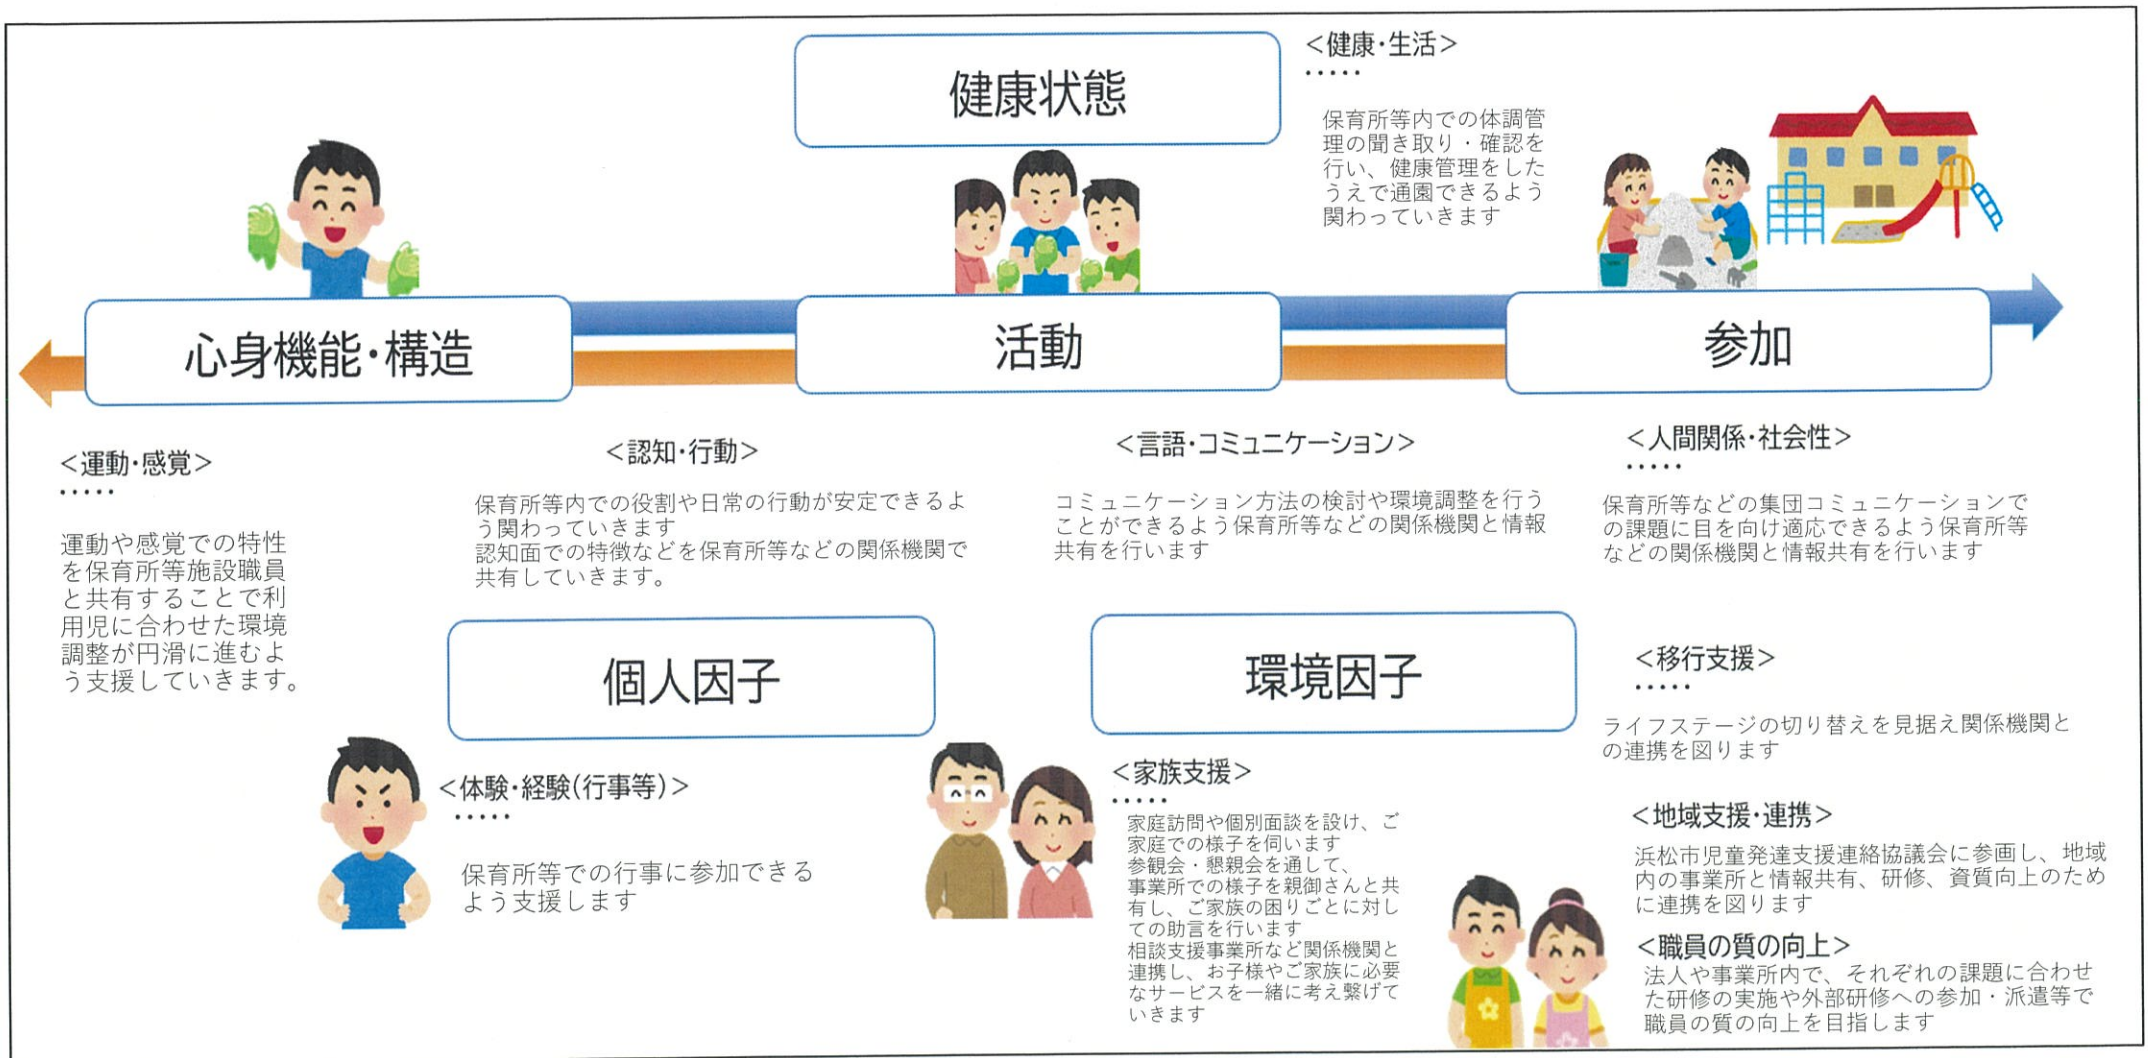 健康状態
<健康・生活>
・・・・・
保育所等内での体調管
理の聞き取り・確認を
行い、健康管理をした
うえで通園できるよう
関わっていきます
心身機能・構造
活動
参加
<運動・感覚>
・・・・・
運動や感覚での特性
を保育所等施設職員
と共有することで利
用児に合わせた環境
調整が円滑に進むよ
う支援していきます。
<認知・行動>
保育所等内での役割や日常の行動が安定できるよ
う関わっていきます
認知面での特徴などを保育所等などの関係機関で
共有していきます。
<言語・コミュニケーション>
コミュニケーション方法の検討や環境調整を行う
ことができるよう保育所等などの関係機関と情報
共有を行います
<人間関係・社会性>
・・・・・
保育所等などの集団コミュニケーションで
の課題に目を向け適応できるよう保育所等
などの関係機関と情報共有を行います
個人因子
<体験・経験(行事等)>
・・・・・
保育所等での行事に参加できる
よう支援します
環境因子
<家族支援>
・・・・・
家庭訪問や個別面談を設け、ご
家庭での様子を伺います
参観会・懇親会を通して、
事業所での様子を親御さんと共
有し、ご家族の困りごとに対し
ての助言を行います
相談支援事業所など関係機関と
連携し、お子様やご家族に必要
なサービスを一緒に考え繋げて
いきます
<移行支援>
・・・・・
ライフステージの切り替えを見据え関係機関と
の連携を図ります
<地域支援・連携>
浜松市児童発達支援連絡協議会に参画し、地域
内の事業所と情報共有、研修、資質向上のため
に連携を図ります
<職員の質の向上>
法人や事業所内で、それぞれの課題に合わせ
た研修の実施や外部研修への参加・派遣等で
職員の質の向上を目指します